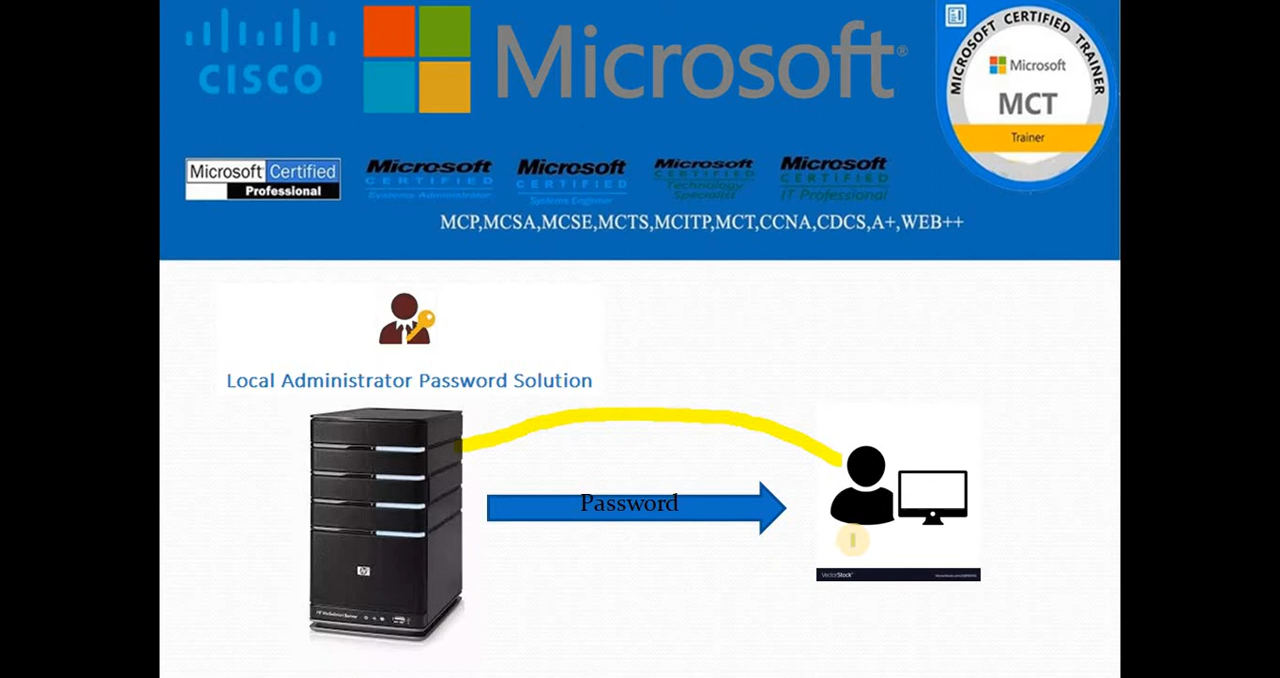 CISCO
Microsoft®
MICROSOFT CERTIFIED TRAINER
Microsoft
MCT
Trainer
Microsoft Certified
Professional
Microsoft
CERTIFIED
Systems Administrator
Microsoft
CERTIFIED
Systems Engineer
Microsoft
CERTIFIED
Technology
Specialist
Microsoft
CERTIFIED
IT Professional
MCP,MCSA,MCSE,MCTS,MCITP,MCT,CCNA,CDCS,A+,WEB++
Local Administrator Password Solution
Password
hp
VectorStock®